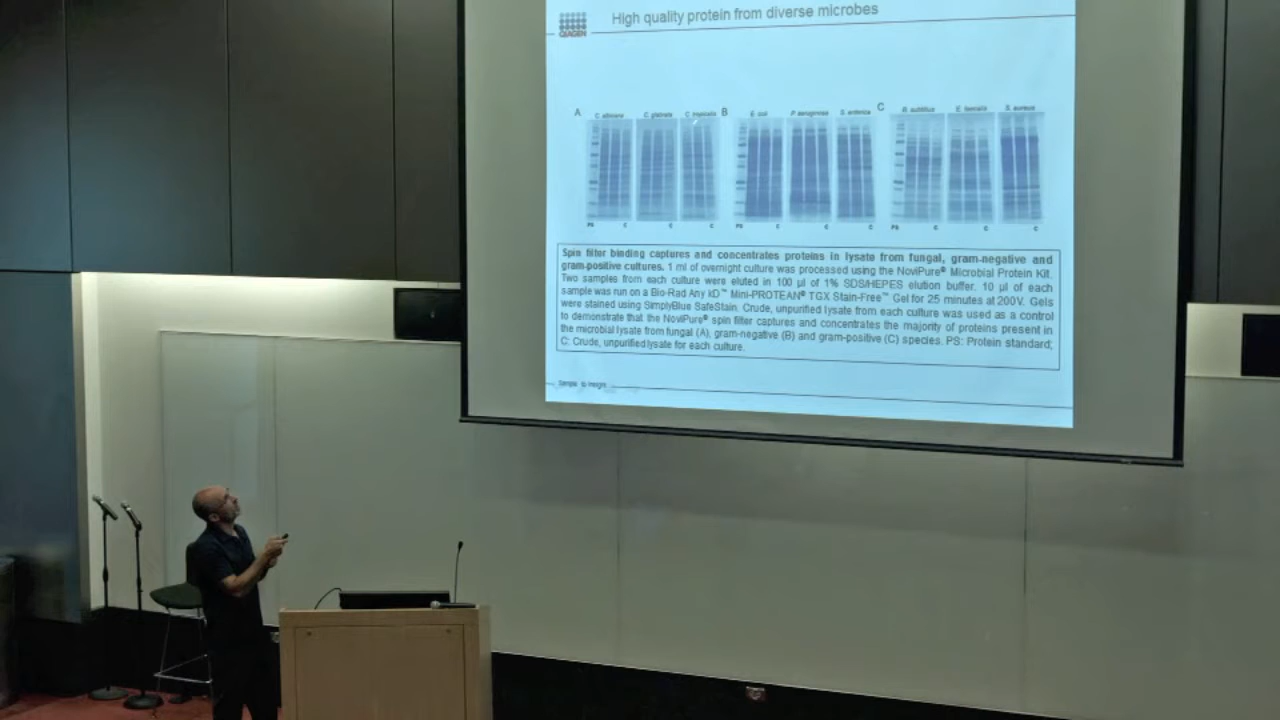 QIAGEN
High quality protein from diverse microbes
A C. albicans C. glabrata C. tropicalis B E. coli P. aeruginosa S. enterica C B. subtilius E. faecalis S. aureus
PS C C C PS C C C PS C C C
Spin filter binding captures and concentrates proteins in lysate from fungal, gram-negative and
gram-positive cultures. 1 ml of overnight culture was processed using the NoviPure® Microbial Protein Kit.
Two samples from each culture were eluted in 100 µl of 1% SDS/HEPES elution buffer. 10 µl of each
sample was run on a Bio-Rad Any kD™ Mini-PROTEAN® TGX Stain-Free™ Gel for 25 minutes at 200V. Gels
were stained using SimplyBlue SafeStain. Crude, unpurified lysate from each culture was used as a control
to demonstrate that the NoviPure® spin filter captures and concentrates the majority of proteins present in
the microbial lysate from fungal (A), gram-negative (B) and gram-positive (C) species. PS: Protein standard;
C: Crude, unpurified lysate for each culture.
Sample to Insight